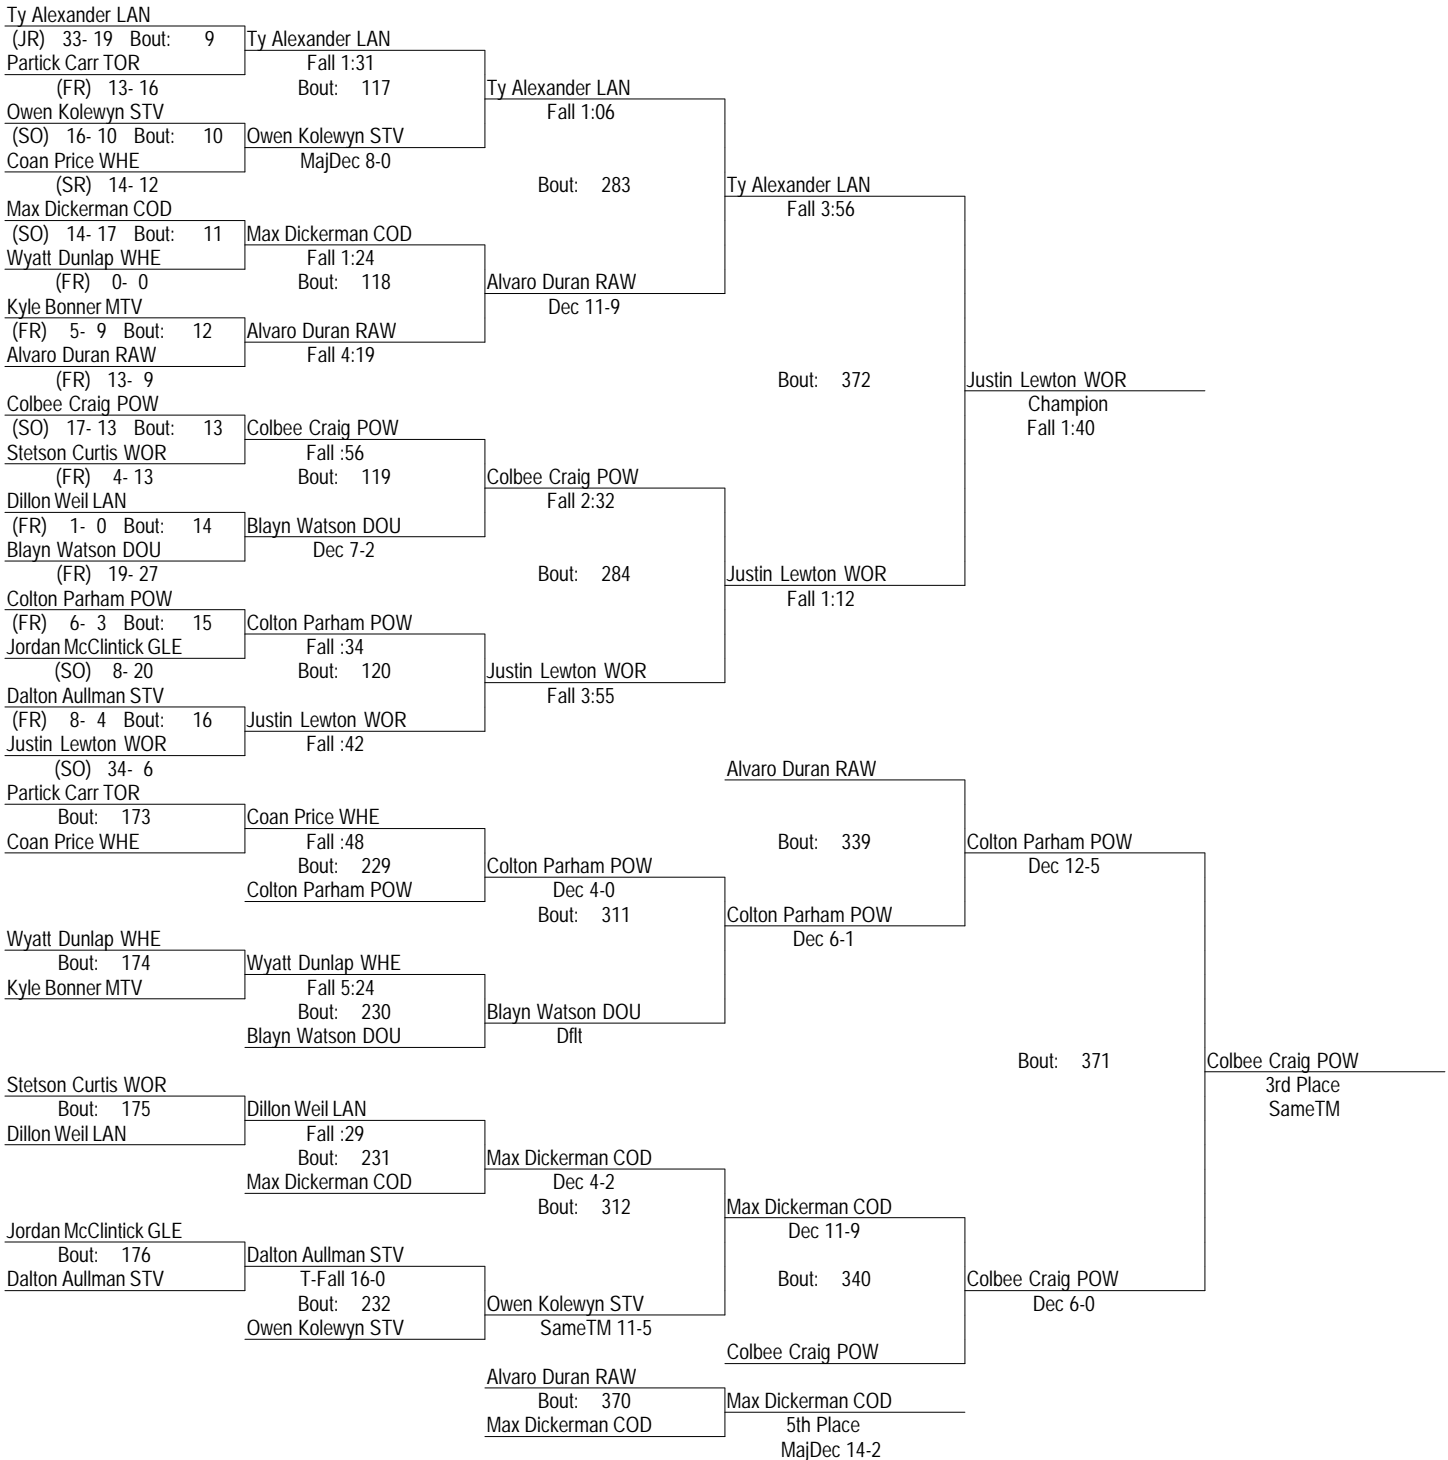 Ty Alexander LAN
(JR) 33- 19 Bout: 9
Partick Carr TOR
(FR) 13- 16
Owen Kolewyn STV
(SO) 16- 10 Bout: 10
Coan Price WHE
(SR) 14- 12
Max Dickerman COD
(SO) 14- 17 Bout: 11
Wyatt Dunlap WHE
(FR) 0- 0
Kyle Bonner MTV
(FR) 5- 9 Bout: 12
Alvaro Duran RAW
(FR) 13- 9
Colbee Craig POW
(SO) 17- 13 Bout: 13
Stetson Curtis WOR
(FR) 4- 13
Dillon Weil LAN
(FR) 1- 0 Bout: 14
Blayn Watson DOU
(FR) 19- 27
Colton Parham POW
(FR) 6- 3 Bout: 15
Jordan McClintick GLE
(SO) 8- 20
Dalton Aullman STV
(FR) 8- 4 Bout: 16
Justin Lewton WOR
(SO) 34- 6
Ty Alexander LAN
Fall 1:31
Bout: 117
Owen Kolewyn STV
MajDec 8-0
Max Dickerman COD
Fall 1:24
Bout: 118
Alvaro Duran RAW
Fall 4:19
Colbee Craig POW
Fall :56
Bout: 119
Blayn Watson DOU
Dec 7-2
Colton Parham POW
Fall :34
Bout: 120
Justin Lewton WOR
Fall :42
Ty Alexander LAN
Fall 1:06
Bout: 283
Alvaro Duran RAW
Dec 11-9
Colbee Craig POW
Fall 2:32
Bout: 284
Justin Lewton WOR
Fall 3:55
Ty Alexander LAN
Fall 3:56
Bout: 372
Justin Lewton WOR
Fall 1:12
Justin Lewton WOR
Champion
Fall 1:40
Partick Carr TOR
Bout: 173
Coan Price WHE
Wyatt Dunlap WHE
Bout: 174
Kyle Bonner MTV
Stetson Curtis WOR
Bout: 175
Dillon Weil LAN
Jordan McClintick GLE
Bout: 176
Dalton Aullman STV
Coan Price WHE
Fall :48
Bout: 229
Colton Parham POW
Wyatt Dunlap WHE
Fall 5:24
Bout: 230
Blayn Watson DOU
Dillon Weil LAN
Fall :29
Bout: 231
Max Dickerman COD
Dalton Aullman STV
T-Fall 16-0
Bout: 232
Owen Kolewyn STV
Colton Parham POW
Dec 4-0
Bout: 311
Blayn Watson DOU
Dflt
Max Dickerman COD
Dec 4-2
Bout: 312
Owen Kolewyn STV
SameTM 11-5
Alvaro Duran RAW
Bout: 339
Colton Parham POW
Dec 6-1
Max Dickerman COD
Dec 11-9
Bout: 340
Colbee Craig POW
Colton Parham POW
Dec 12-5
Bout: 371
Colbee Craig POW
Dec 6-0
Colbee Craig POW
3rd Place
SameTM
Alvaro Duran RAW
Bout: 370
Max Dickerman COD
Max Dickerman COD
5th Place
MajDec 14-2